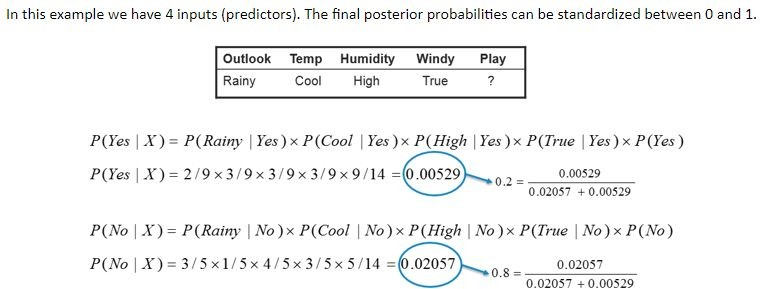 In this example we have 4 inputs (predictors). The final posterior probabilities can be standardized between 0 and 1.
Outlook Temp Humidity Windy Play
Rainy Cool High True ?
P(Yes | X) = P(Rainy | Yes) × P(Cool | Yes) × P(High | Yes) × P(True | Yes) × P(Yes)
P(Yes | X) = 2/9 × 3/9 × 3/9 × 3/9 × 9/14 = 0.00529
0.2 = 0.00529
0.02057 + 0.00529
P(No | X) = P(Rainy | No) × P(Cool | No) × P(High | No) × P(True | No) × P(No)
P(No | X) = 3/5 × 1/5 × 4/5 × 3/5 × 5/14 = 0.02057
0.8 = 0.02057
0.02057 + 0.00529